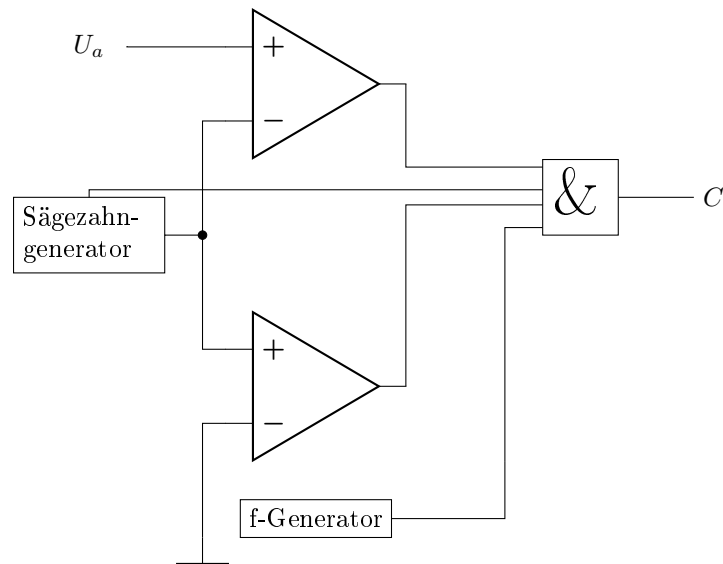 U_a
+
−
&
C
Sägezahn-
generator
+
−
f-Generator